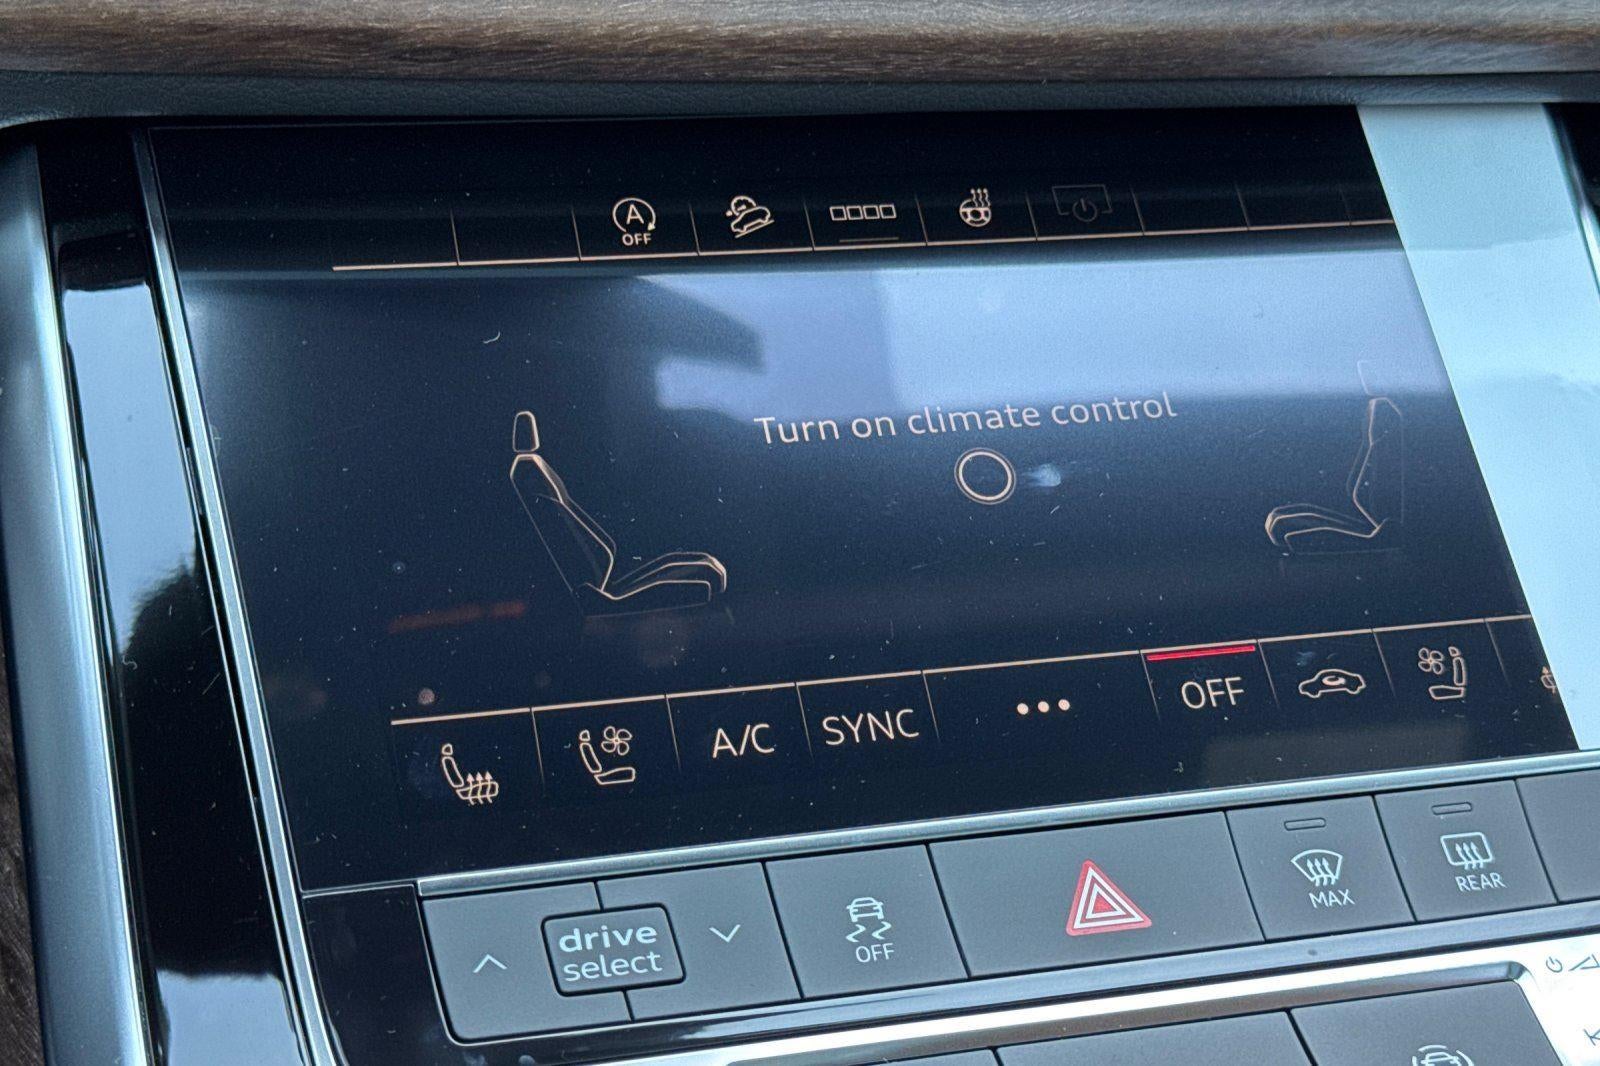 A
OFF
Turn on climate control
A/C
SYNC
OFF
drive
select
OFF
MAX
REAR